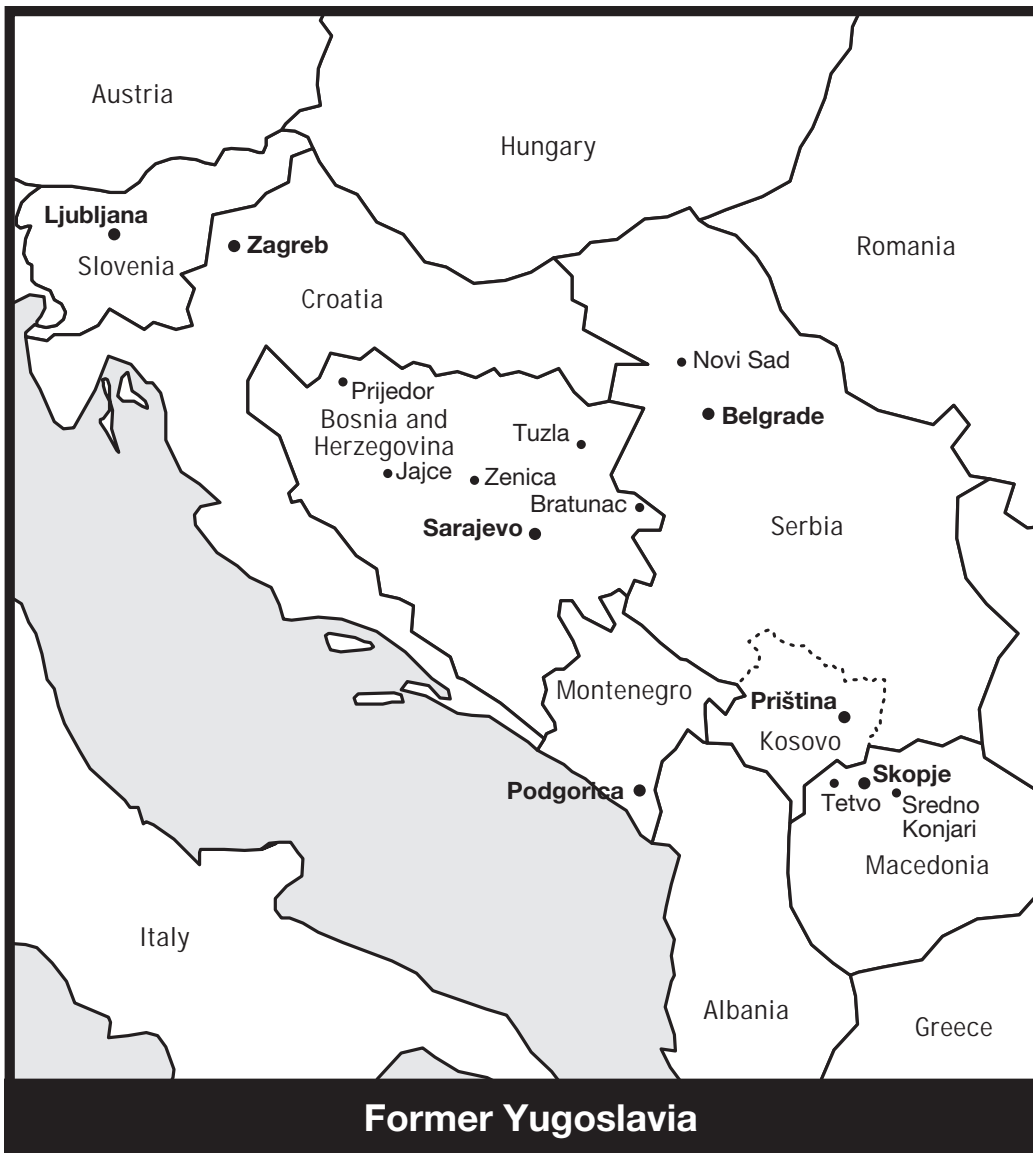 Austria
Hungary
Ljubljana
Slovenia
Zagreb
Croatia
Romania
Novi Sad
Belgrade
Prijedor
Bosnia and
Herzegovina
Tuzla
Jajce
Zenica
Bratunac
Sarajevo
Serbia
Montenegro
Priština
Kosovo
Podgorica
Skopje
Tetvo
Sredno
Konjari
Macedonia
Italy
Albania
Greece
Former Yugoslavia